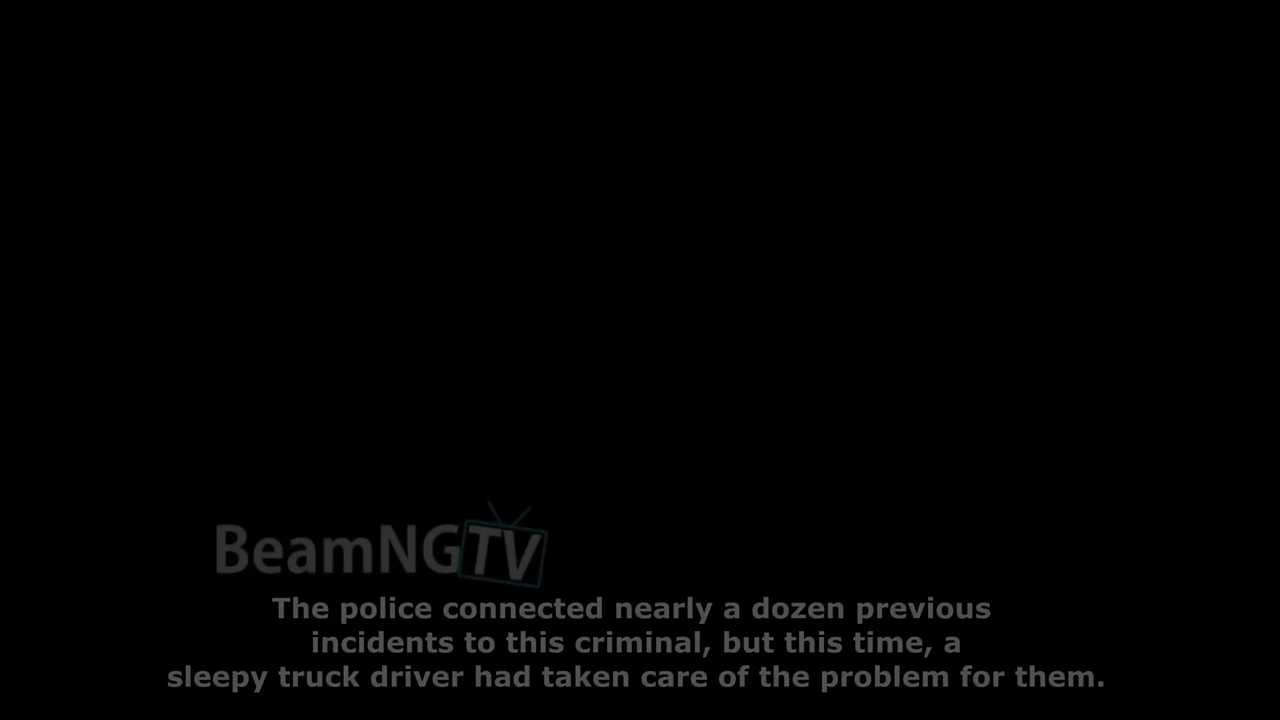 BeamNGTV
The police connected nearly a dozen previous
incidents to this criminal, but this time, a
sleepy truck driver had taken care of the problem for them.